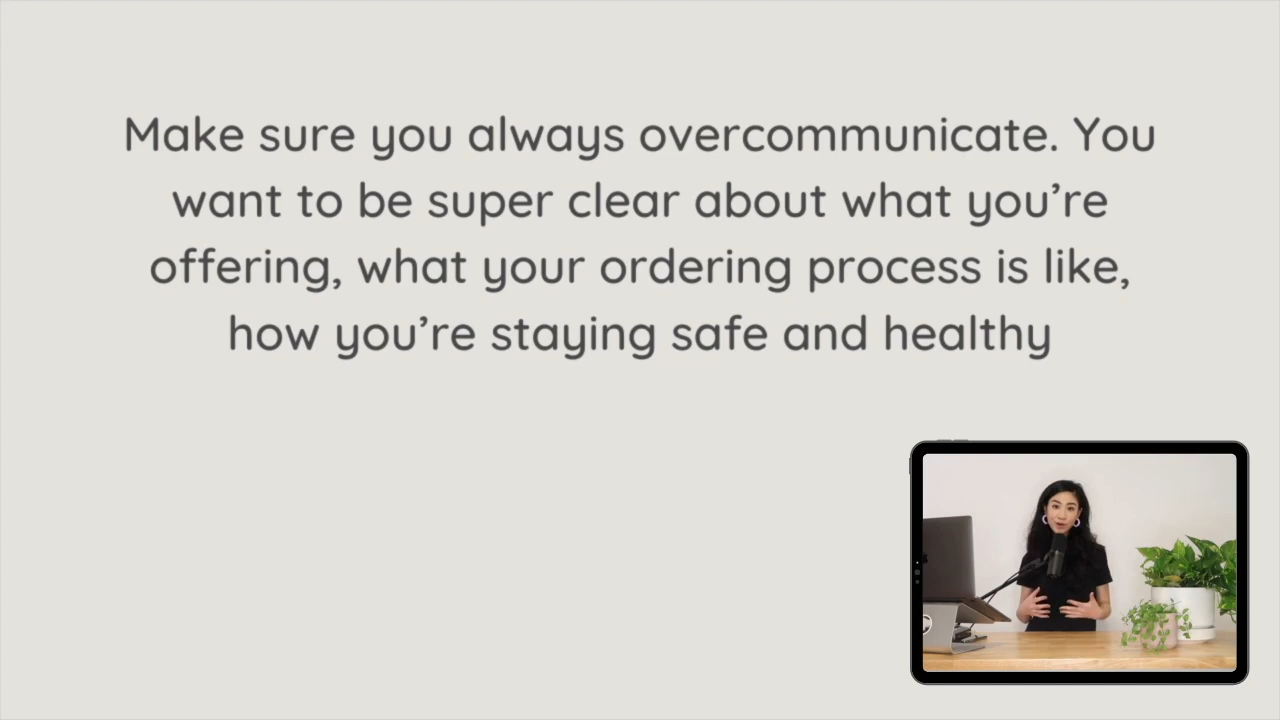 Make sure you always overcommunicate. You
want to be super clear about what you’re
offering, what your ordering process is like,
how you’re staying safe and healthy